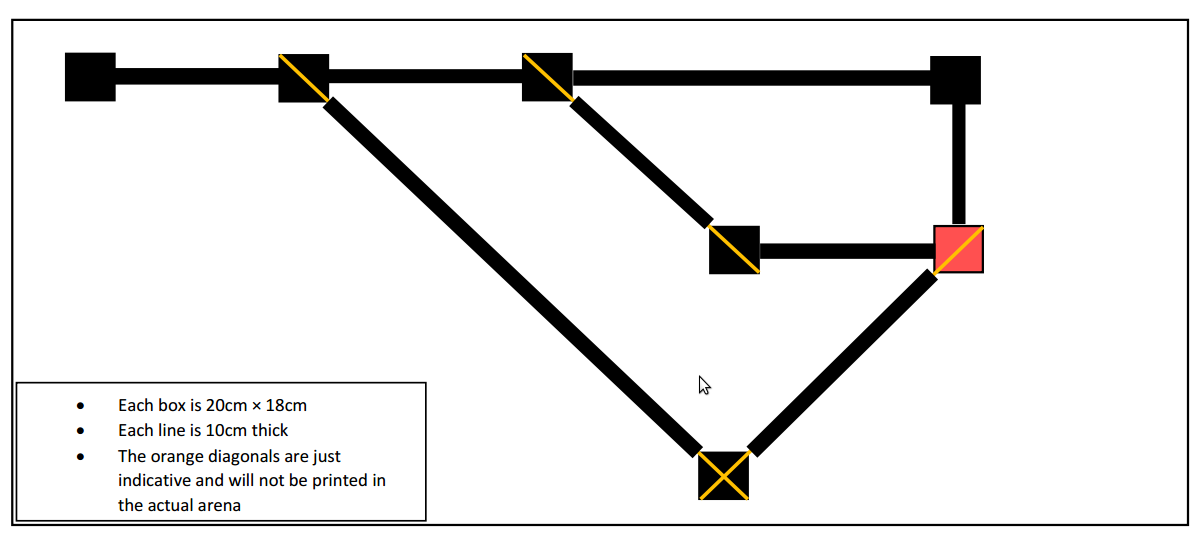 • Each box is 20cm × 18cm
• Each line is 10cm thick
• The orange diagonals are just
indicative and will not be printed in
the actual arena